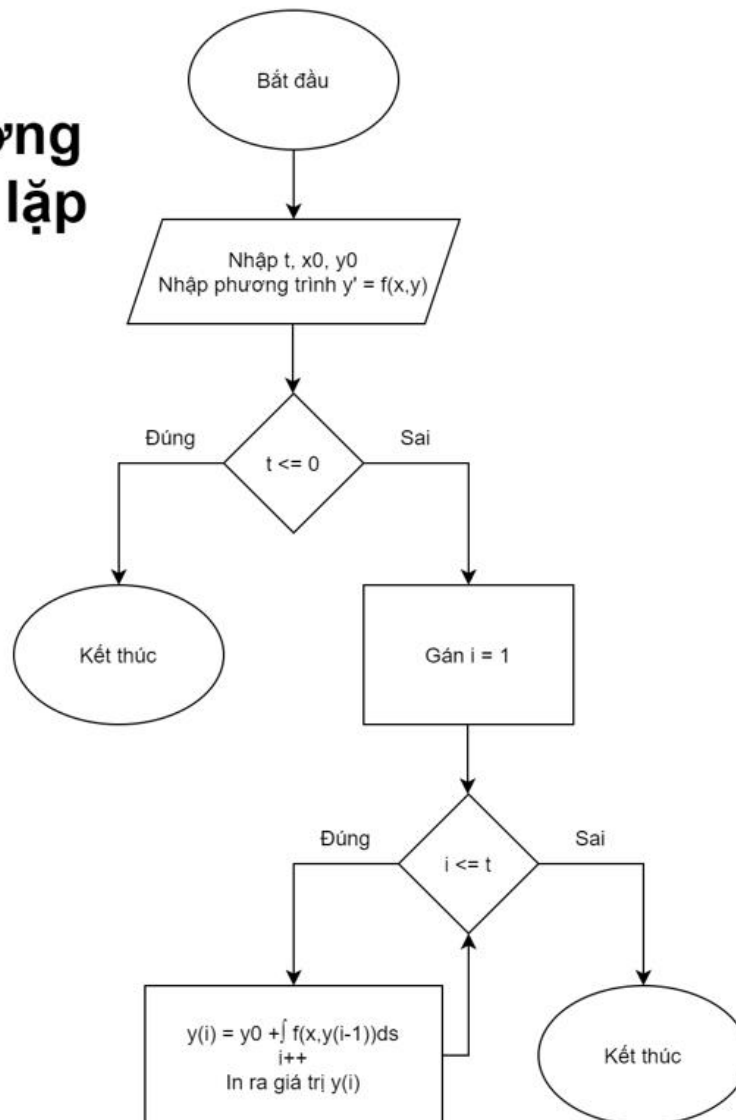 Bắt đầu
ơng
lặp
Nhập t, x0, y0
Nhập phương trình y' = f(x,y)
Đúng
Sai
t <= 0
Kết thúc
Gán i = 1
Đúng
Sai
i <= t
y(i) = y0 +∫ f(x,y(i-1))ds
i++
In ra giá trị y(i)
Kết thúc